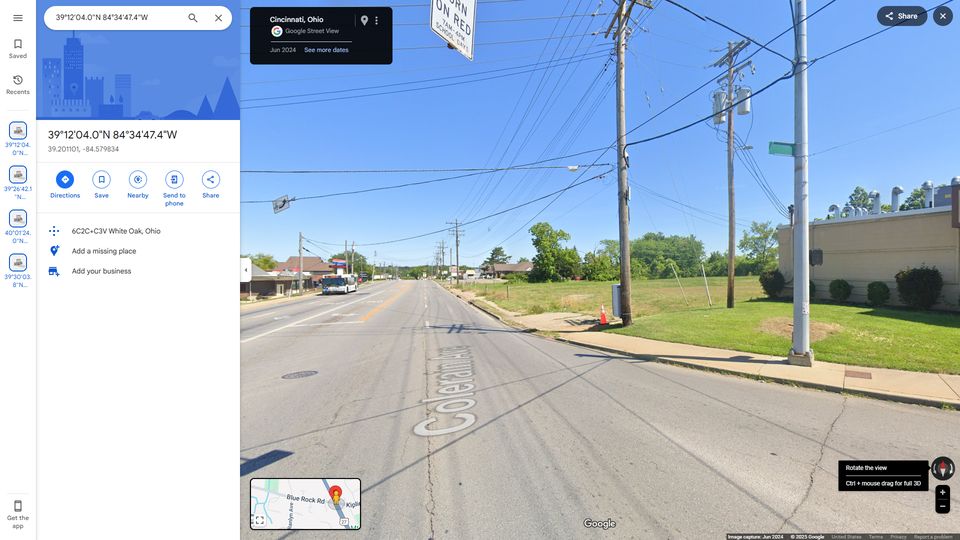 39°12'04.0"N 84°34'47.4"W
Saved
Recents
39°12'04.
0"N...
39°26'42.1
"N...
40°01'24.
0"N...
39°30'03.
8"N...
Get the
app
39°12'04.0"N 84°34'47.4"W
39.201101, -84.579834
Directions
Save
Nearby
Send to
phone
Share
6C2C+C3V White Oak, Ohio
Add a missing place
Add your business
Cincinnati, Ohio
Google Street View
Jun 2024 See more dates
ON RED
7AM-4PM
SCHOOL DAYS
Share
Colerain Ave
Blue Rock Rd
27
Rotate the view
Ctrl + mouse drag for full 3D
Google
Image capture: Jun 2024 © 2025 Google United States Terms Privacy Report a problem